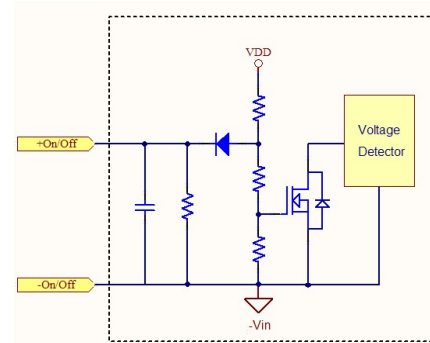 VDD
+On/Off
Voltage
Detector
-On/Off
-Vin